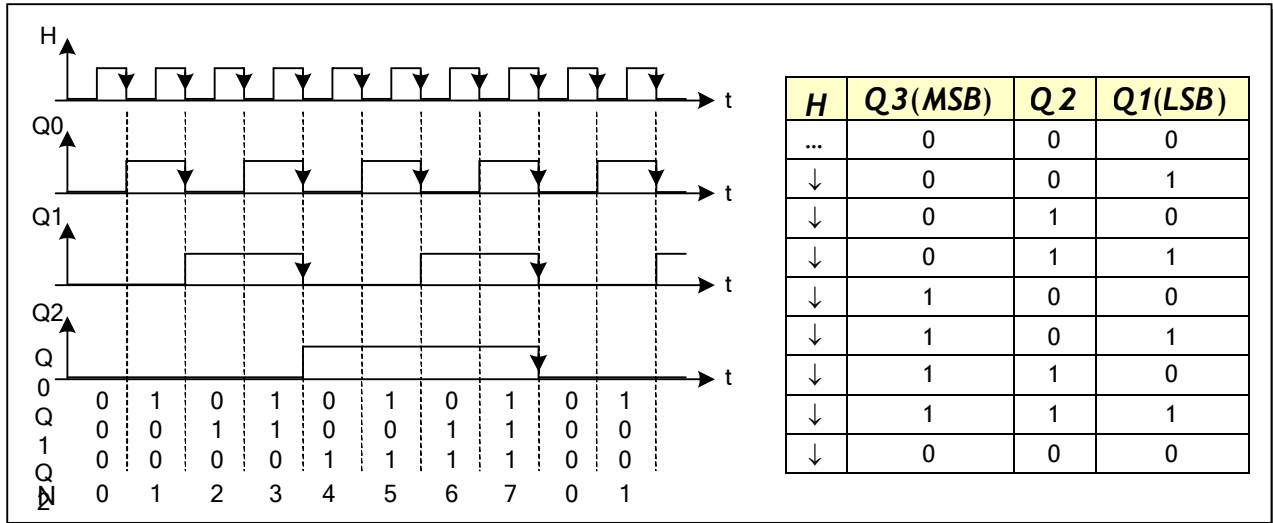 H
t
Q0
t
Q1
t
Q2
t
Q 0 0 1 0 1 0 1 0 1 0 1
Q 1 0 0 1 1 0 0 1 1 0 0
Q 2 0 0 0 0 1 1 1 1 0 0
N 0 1 2 3 4 5 6 7 0 1
H Q3(MSB) Q2 Q1(LSB)
... 0 0 0
↓ 0 0 1
↓ 0 1 0
↓ 0 1 1
↓ 1 0 0
↓ 1 0 1
↓ 1 1 0
↓ 1 1 1
↓ 0 0 0